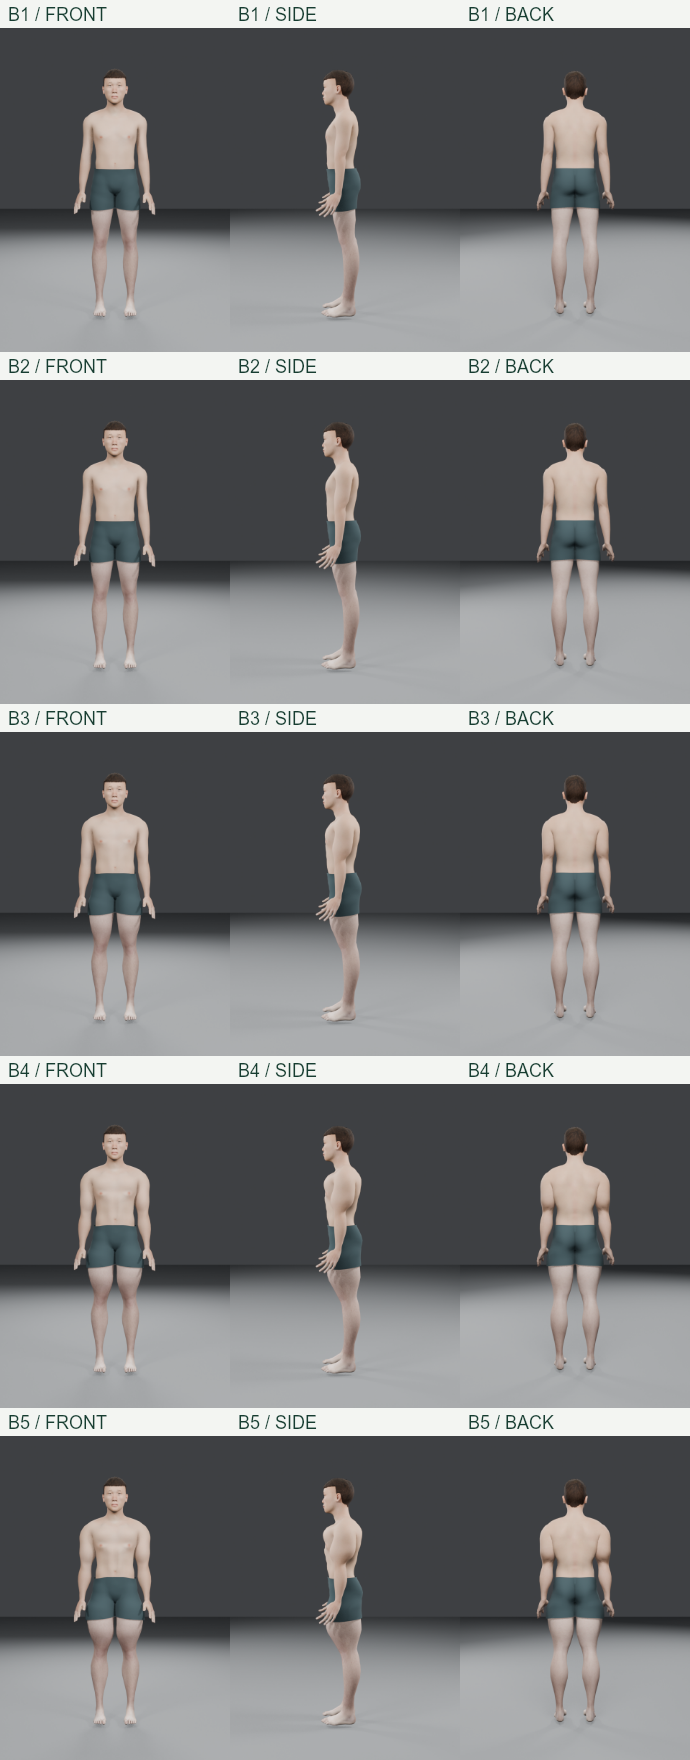 B1 / FRONT
B1 / SIDE
B1 / BACK
B2 / FRONT
B2 / SIDE
B2 / BACK
B3 / FRONT
B3 / SIDE
B3 / BACK
B4 / FRONT
B4 / SIDE
B4 / BACK
B5 / FRONT
B5 / SIDE
B5 / BACK